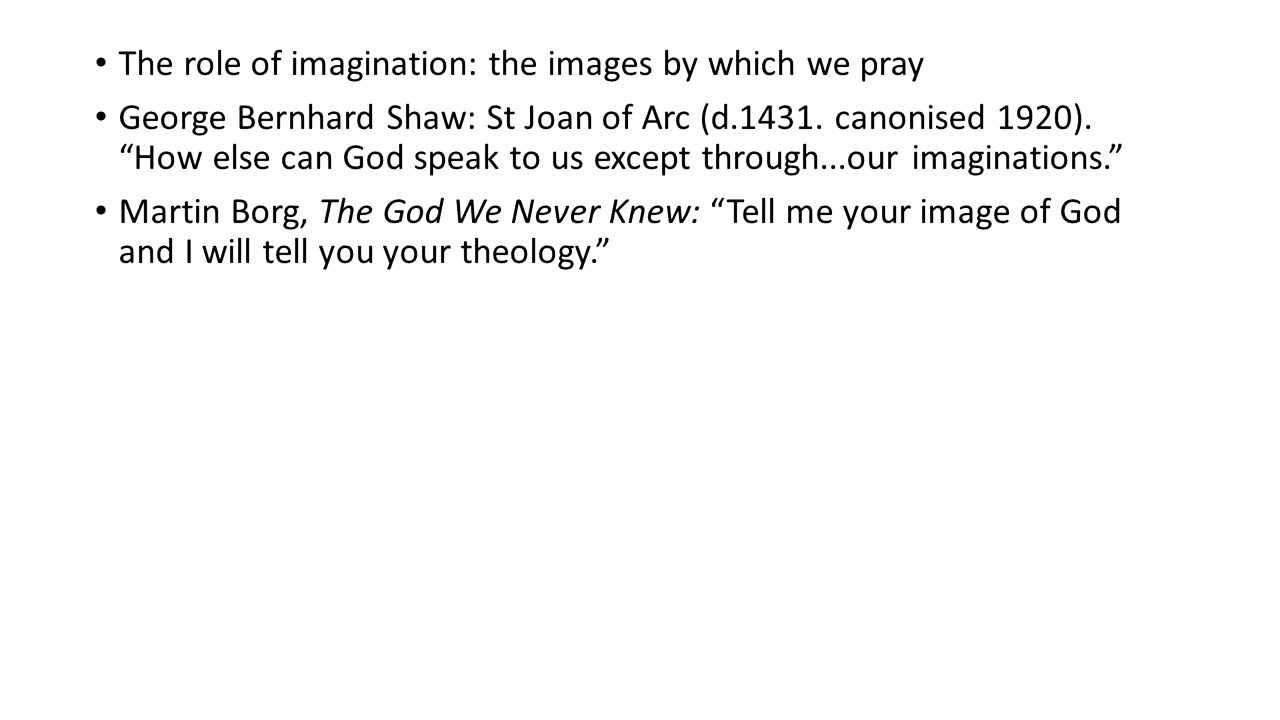 • The role of imagination: the images by which we pray
• George Bernhard Shaw: St Joan of Arc (d.1431. canonised 1920).
“How else can God speak to us except through...our imaginations.”
• Martin Borg, The God We Never Knew: “Tell me your image of God
and I will tell you your theology.”